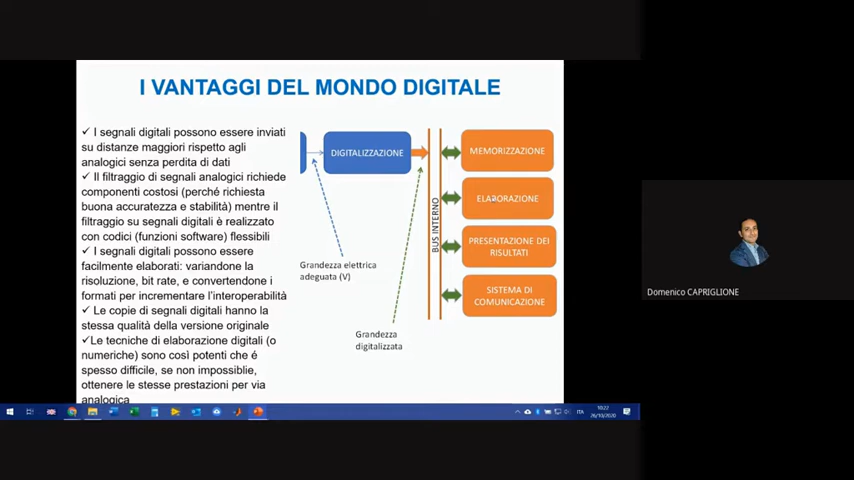 I VANTAGGI DEL MONDO DIGITALE
✓ I segnali digitali possono essere inviati
su distanze maggiori rispetto agli
analogici senza perdita di dati
✓ Il filtraggio di segnali analogici richiede
componenti costosi (perché richiesta
buona accuratezza e stabilità) mentre il
filtraggio su segnali digitali è realizzato
con codici (funzioni software) flessibili
✓ I segnali digitali possono essere
facilmente elaborati: variandone la
risoluzione, bit rate, e convertendone i
formati per incrementare l'interoperabilità
✓ Le copie di segnali digitali hanno la
stessa qualità della versione originale
✓Le tecniche di elaborazione digitali (o
numeriche) sono così potenti che é
spesso difficile, se non impossibile,
ottenere le stesse prestazioni per via
analogica
DIGITALIZZAZIONE
Grandezza elettrica
adeguata (V)
Grandezza
digitalizzata
BUS INTERNO
MEMORIZZAZIONE
ELABORAZIONE
PRESENTAZIONE DEI
RISULTATI
SISTEMA DI
COMUNICAZIONE
Domenico CAPRIGLIONE
ITA
10:27
26/10/2020